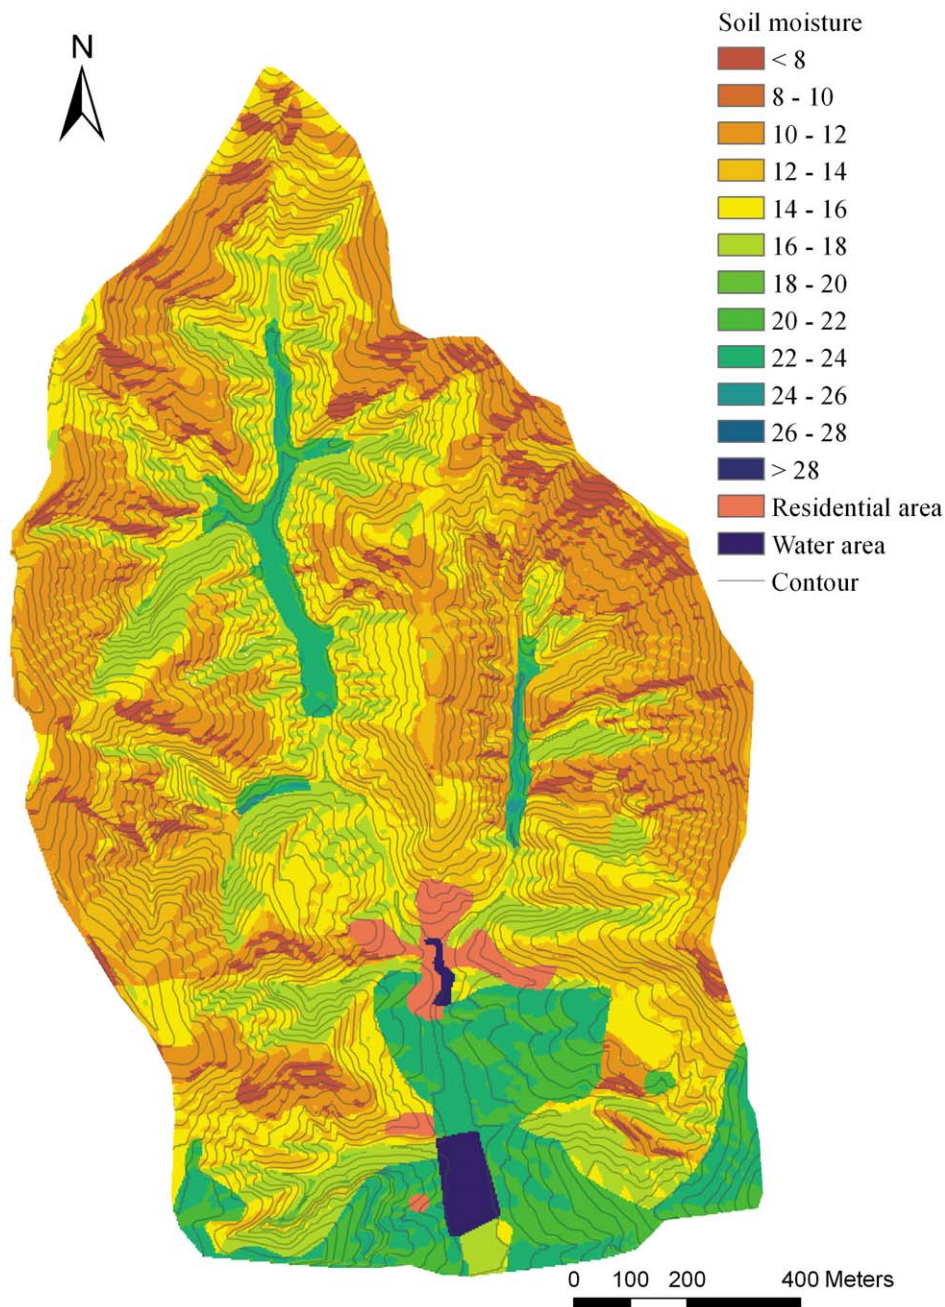 N
Soil moisture
< 8
8 - 10
10 - 12
12 - 14
14 - 16
16 - 18
18 - 20
20 - 22
22 - 24
24 - 26
26 - 28
> 28
Residential area
Water area
Contour
0 100 200 400 Meters